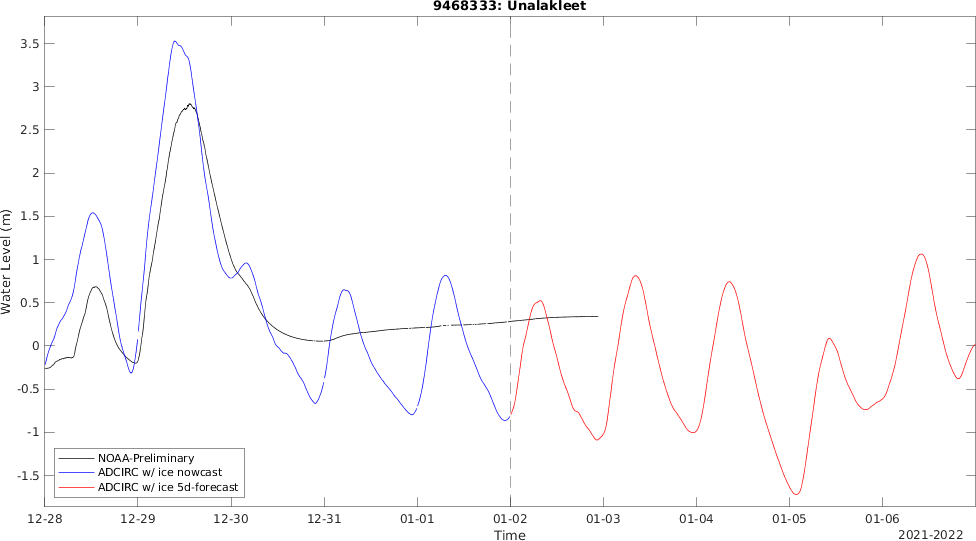 9468333: Unalakleet
Water Level (m)
3.5
3
2.5
2
1.5
1
0.5
0
-0.5
-1
-1.5
NOAA-Preliminary
ADCIRC w/ ice nowcast
ADCIRC w/ ice 5d-forecast
12-28 12-29 12-30 12-31 01-01 01-02 01-03 01-04 01-05 01-06
Time
2021-2022